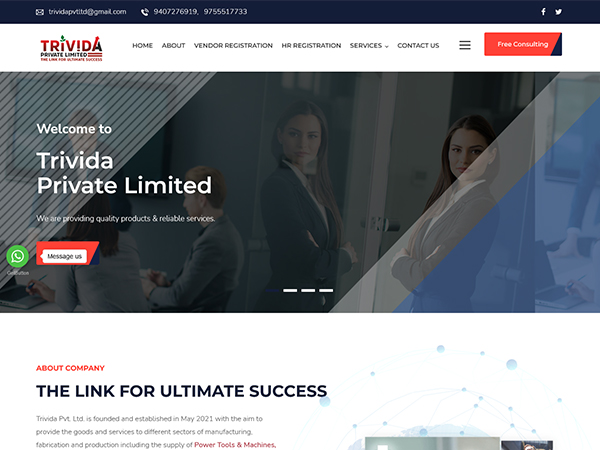 trividapvtltd@gmail.com 9407276919, 9755517733
TRIVIDA
PRIVATE LIMITED
THE LINK FOR ULTIMATE SUCCESS
HOME ABOUT VENDOR REGISTRATION HR REGISTRATION SERVICES CONTACT US
Free Consulting
Welcome to
Trivida
Private Limited
We are providing quality products & reliable services.
Message us
GetButton
ABOUT COMPANY
THE LINK FOR ULTIMATE SUCCESS
Trivida Pvt. Ltd. is founded and established in May 2021 with the aim to
provide the goods and services to different sectors of manufacturing,
fabrication and production including the supply of Power Tools & Machines,